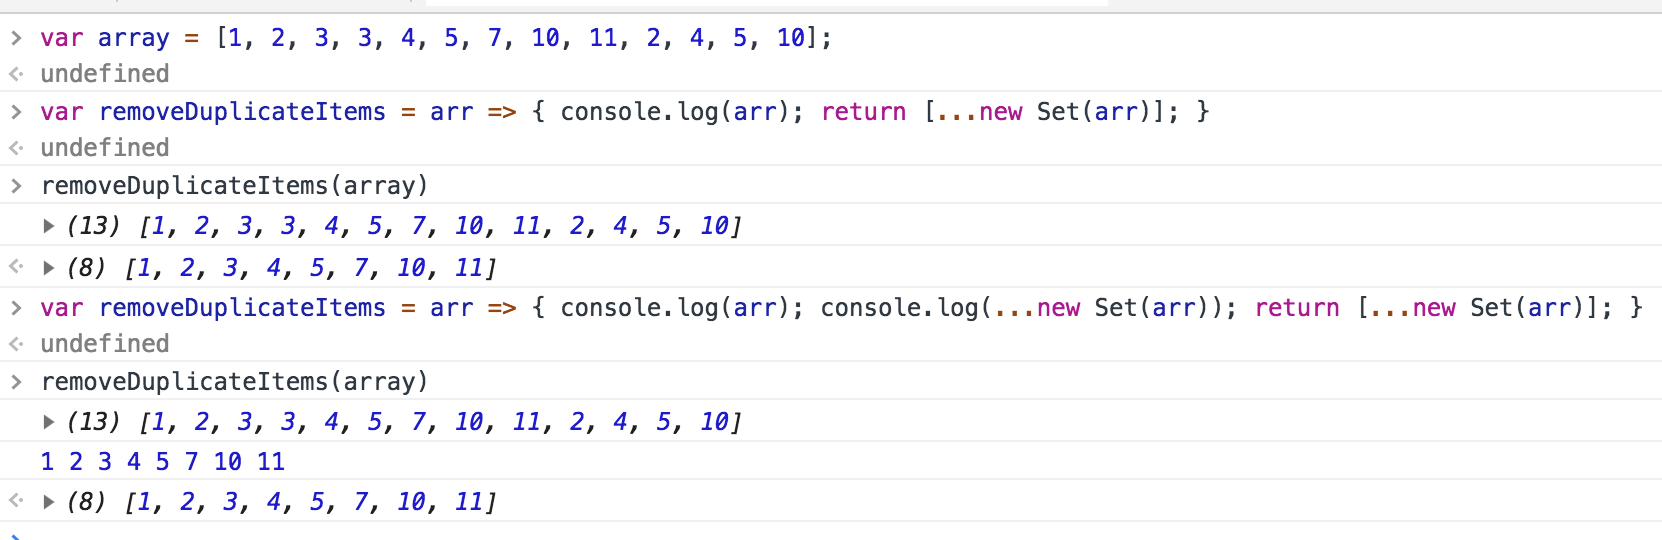 var array = [1, 2, 3, 3, 4, 5, 7, 10, 11, 2, 4, 5, 10];
undefined
var removeDuplicateItems = arr => { console.log(arr); return [...new Set(arr)]; }
undefined
removeDuplicateItems(array)
(13) [1, 2, 3, 3, 4, 5, 7, 10, 11, 2, 4, 5, 10]
(8) [1, 2, 3, 4, 5, 7, 10, 11]
var removeDuplicateItems = arr => { console.log(arr); console.log(...new Set(arr)); return [...new Set(arr)]; }
undefined
removeDuplicateItems(array)
(13) [1, 2, 3, 3, 4, 5, 7, 10, 11, 2, 4, 5, 10]
1 2 3 4 5 7 10 11
(8) [1, 2, 3, 4, 5, 7, 10, 11]